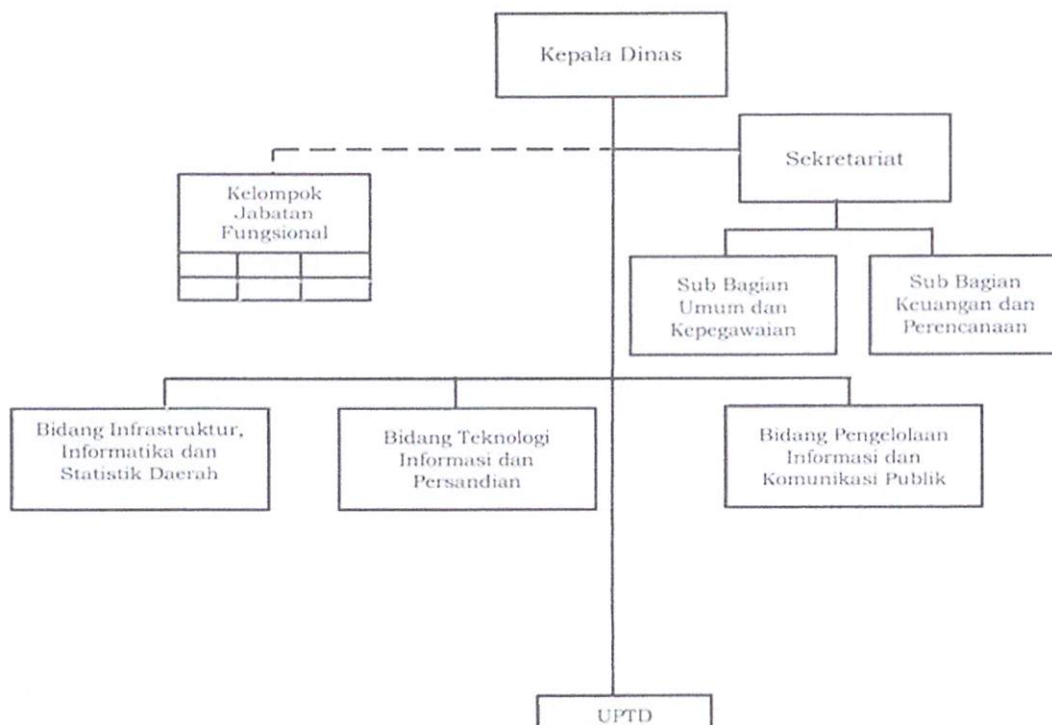 Kepala Dinas
Sekretariat
Kelompok
Jabatan
Fungsional
Sub Bagian
Umum dan
Kepegawaian
Sub Bagian
Keuangan dan
Perencanaan
Bidang Infrastruktur,
Informatika dan
Statistik Daerah
Bidang Teknologi
Informasi dan
Persandian
Bidang Pengelolaan
Informasi dan
Komunikasi Publik
UPTD